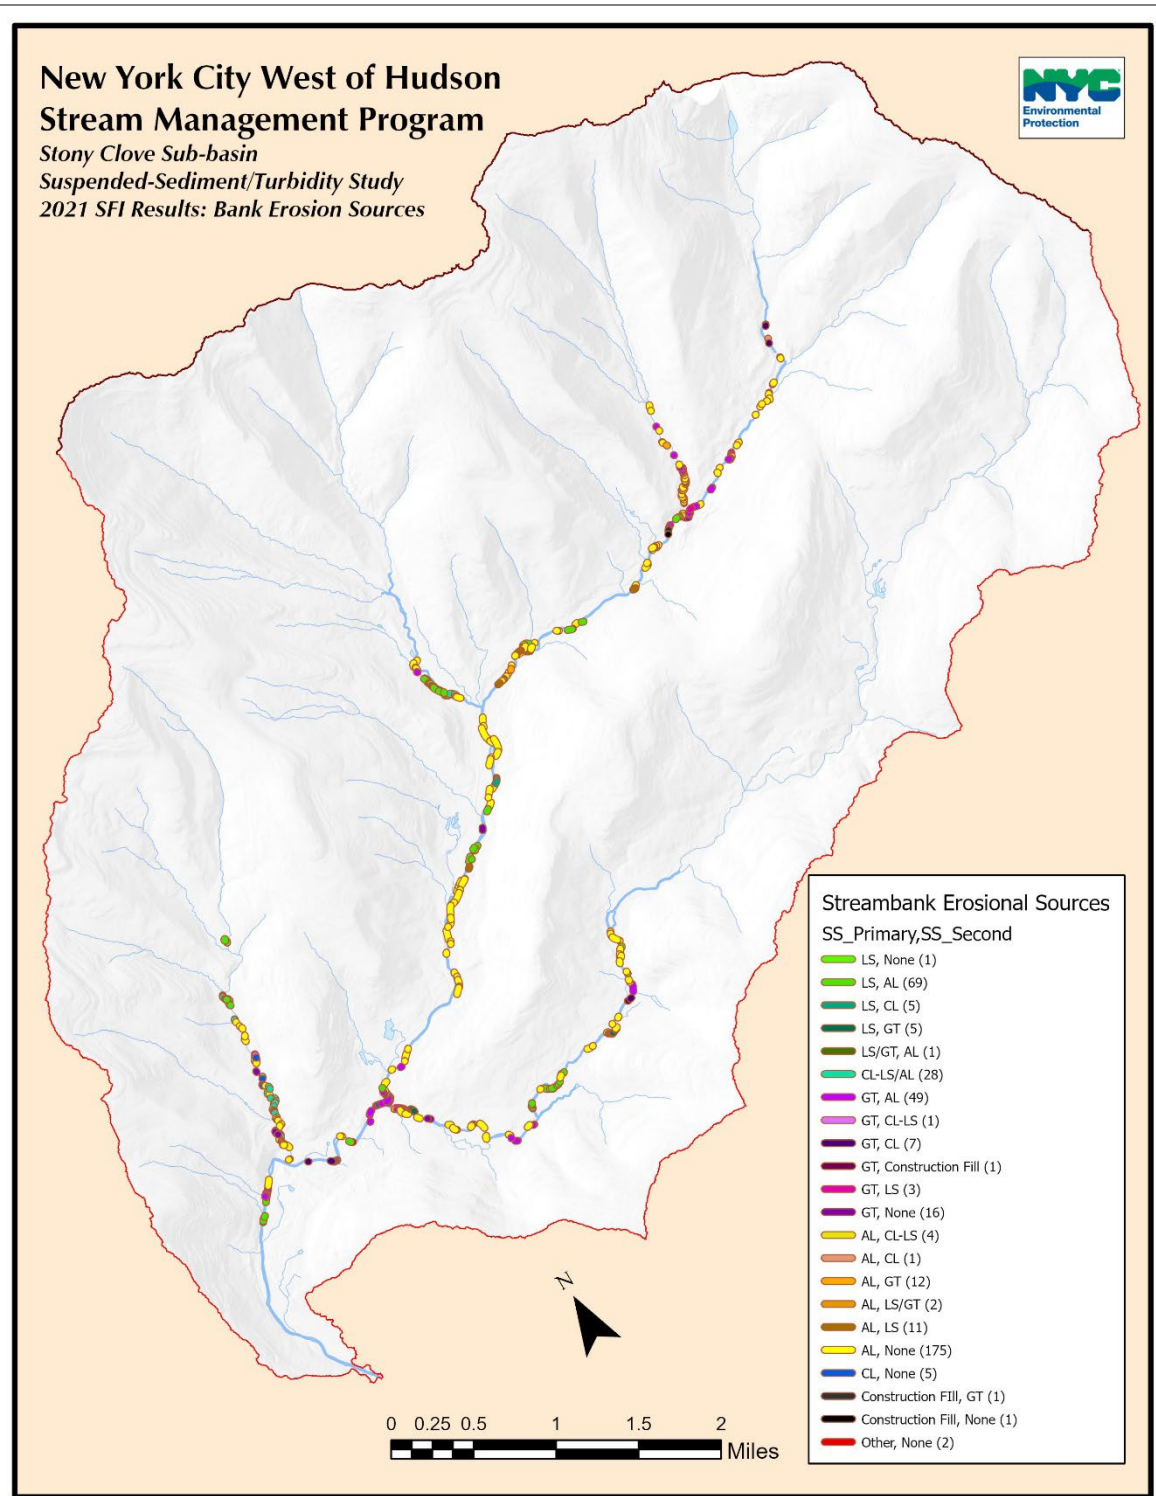 New York City West of Hudson
Stream Management Program
Stony Clove Sub-basin
Suspended-Sediment/Turbidity Study
2021 SFI Results: Bank Erosion Sources
NYC
Environmental
Protection
Streambank Erosional Sources
SS_Primary,SS_Second
LS, None (1)
LS, AL (69)
LS, CL (5)
LS, GT (5)
LS/GT, AL (1)
CL-LS/AL (28)
GT, AL (49)
GT, CL-LS (1)
GT, CL (7)
GT, Construction Fill (1)
GT, LS (3)
GT, None (16)
AL, CL-LS (4)
AL, CL (1)
AL, GT (12)
AL, LS/GT (2)
AL, LS (11)
AL, None (175)
CL, None (5)
Construction FIll, GT (1)
Construction Fill, None (1)
Other, None (2)
N
0 0.25 0.5 1 1.5 2
Miles